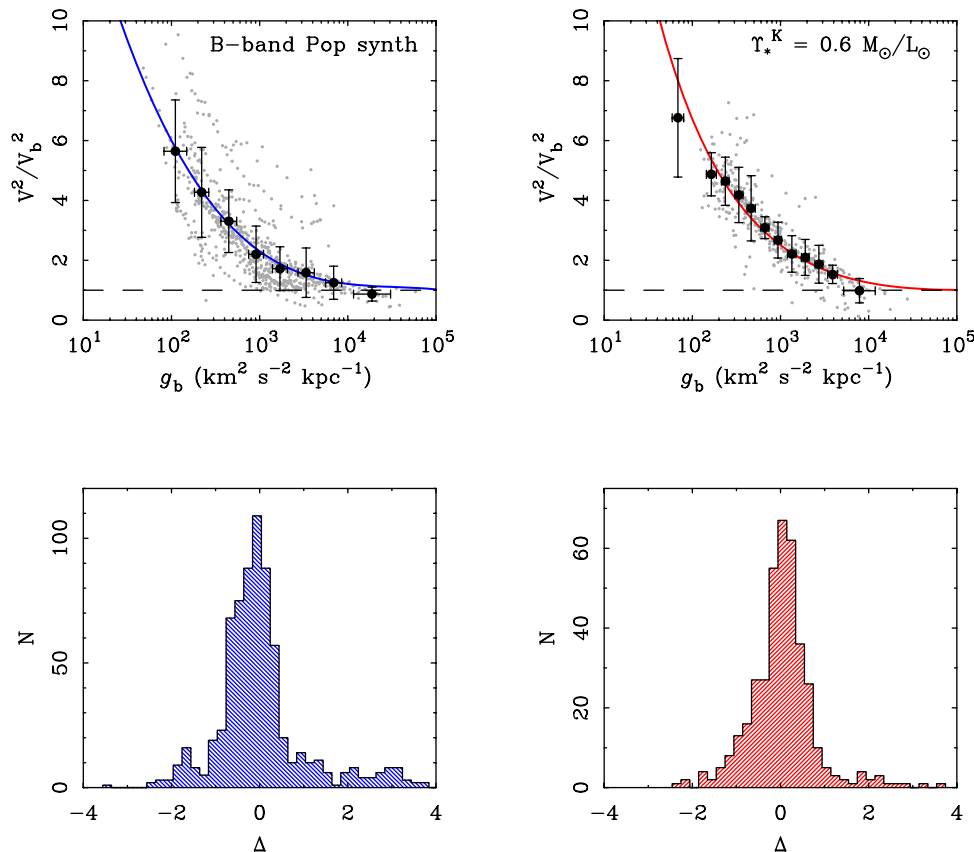 10
8
6
4
2
0
V²/V_b²
B-band Pop synth
10¹ 10² 10³ 10⁴ 10⁵
g_b (km² s⁻² kpc⁻¹)
10
8
6
4
2
0
V²/V_b²
ϒ_*^K = 0.6 M_⊙/L_⊙
10¹ 10² 10³ 10⁴ 10⁵
g_b (km² s⁻² kpc⁻¹)
100
50
0
N
−4 −2 0 2 4
Δ
60
40
20
0
N
−4 −2 0 2 4
Δ